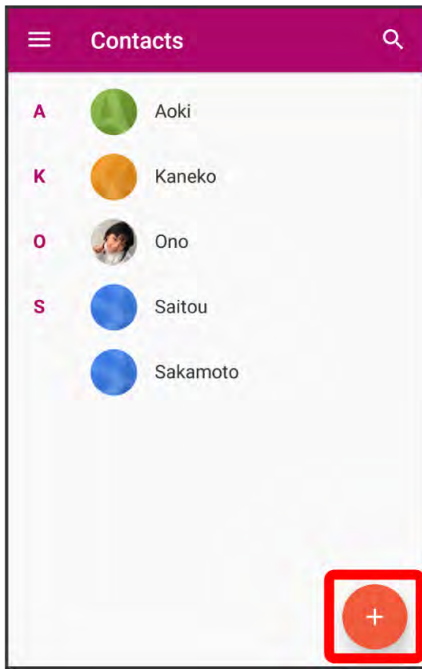 Contacts
A Aoki
K Kaneko
O Ono
S Saitou
Sakamoto
+